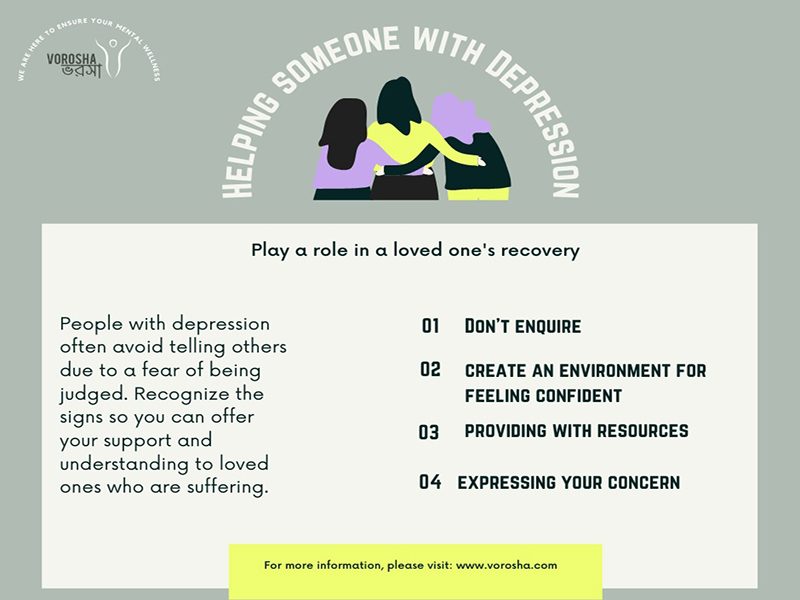 WE ARE HERE TO ENSURE YOUR MENTAL WELLNESS
VOROSHA
ভরসা
HELPING SOMEONE WITH DEPRESSION
Play a role in a loved one's recovery
People with depression
often avoid telling others
due to a fear of being
judged. Recognize the
signs so you can offer
your support and
understanding to loved
ones who are suffering.
01 DON'T ENQUIRE
02 CREATE AN ENVIRONMENT FOR
FEELING CONFIDENT
03 PROVIDING WITH RESOURCES
04 EXPRESSING YOUR CONCERN
For more information, please visit: www.vorosha.com